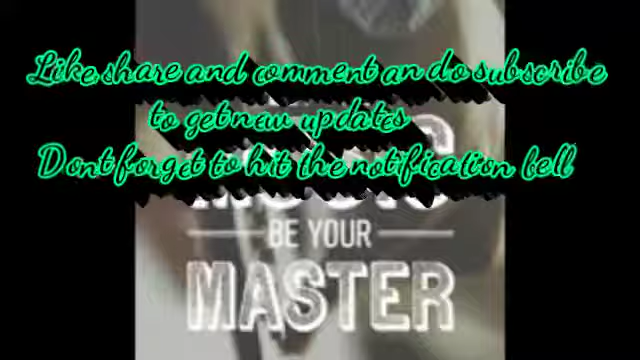 Like share and comment an do subscribe
to get new updates
Dont forget to hit the notification bell
BE YOUR
MASTER